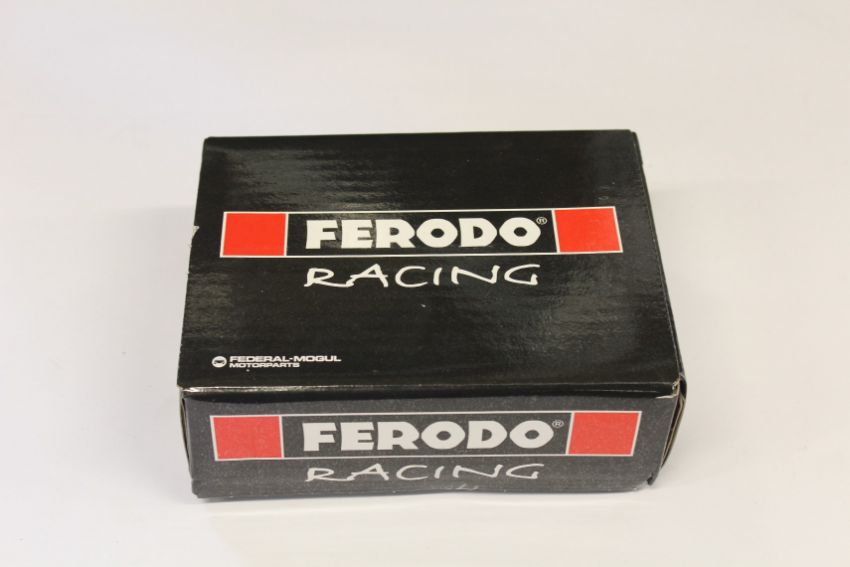 FERODO®
RACING
FEDERAL-MOGUL
MOTORPARTS
FERODO®
RACING